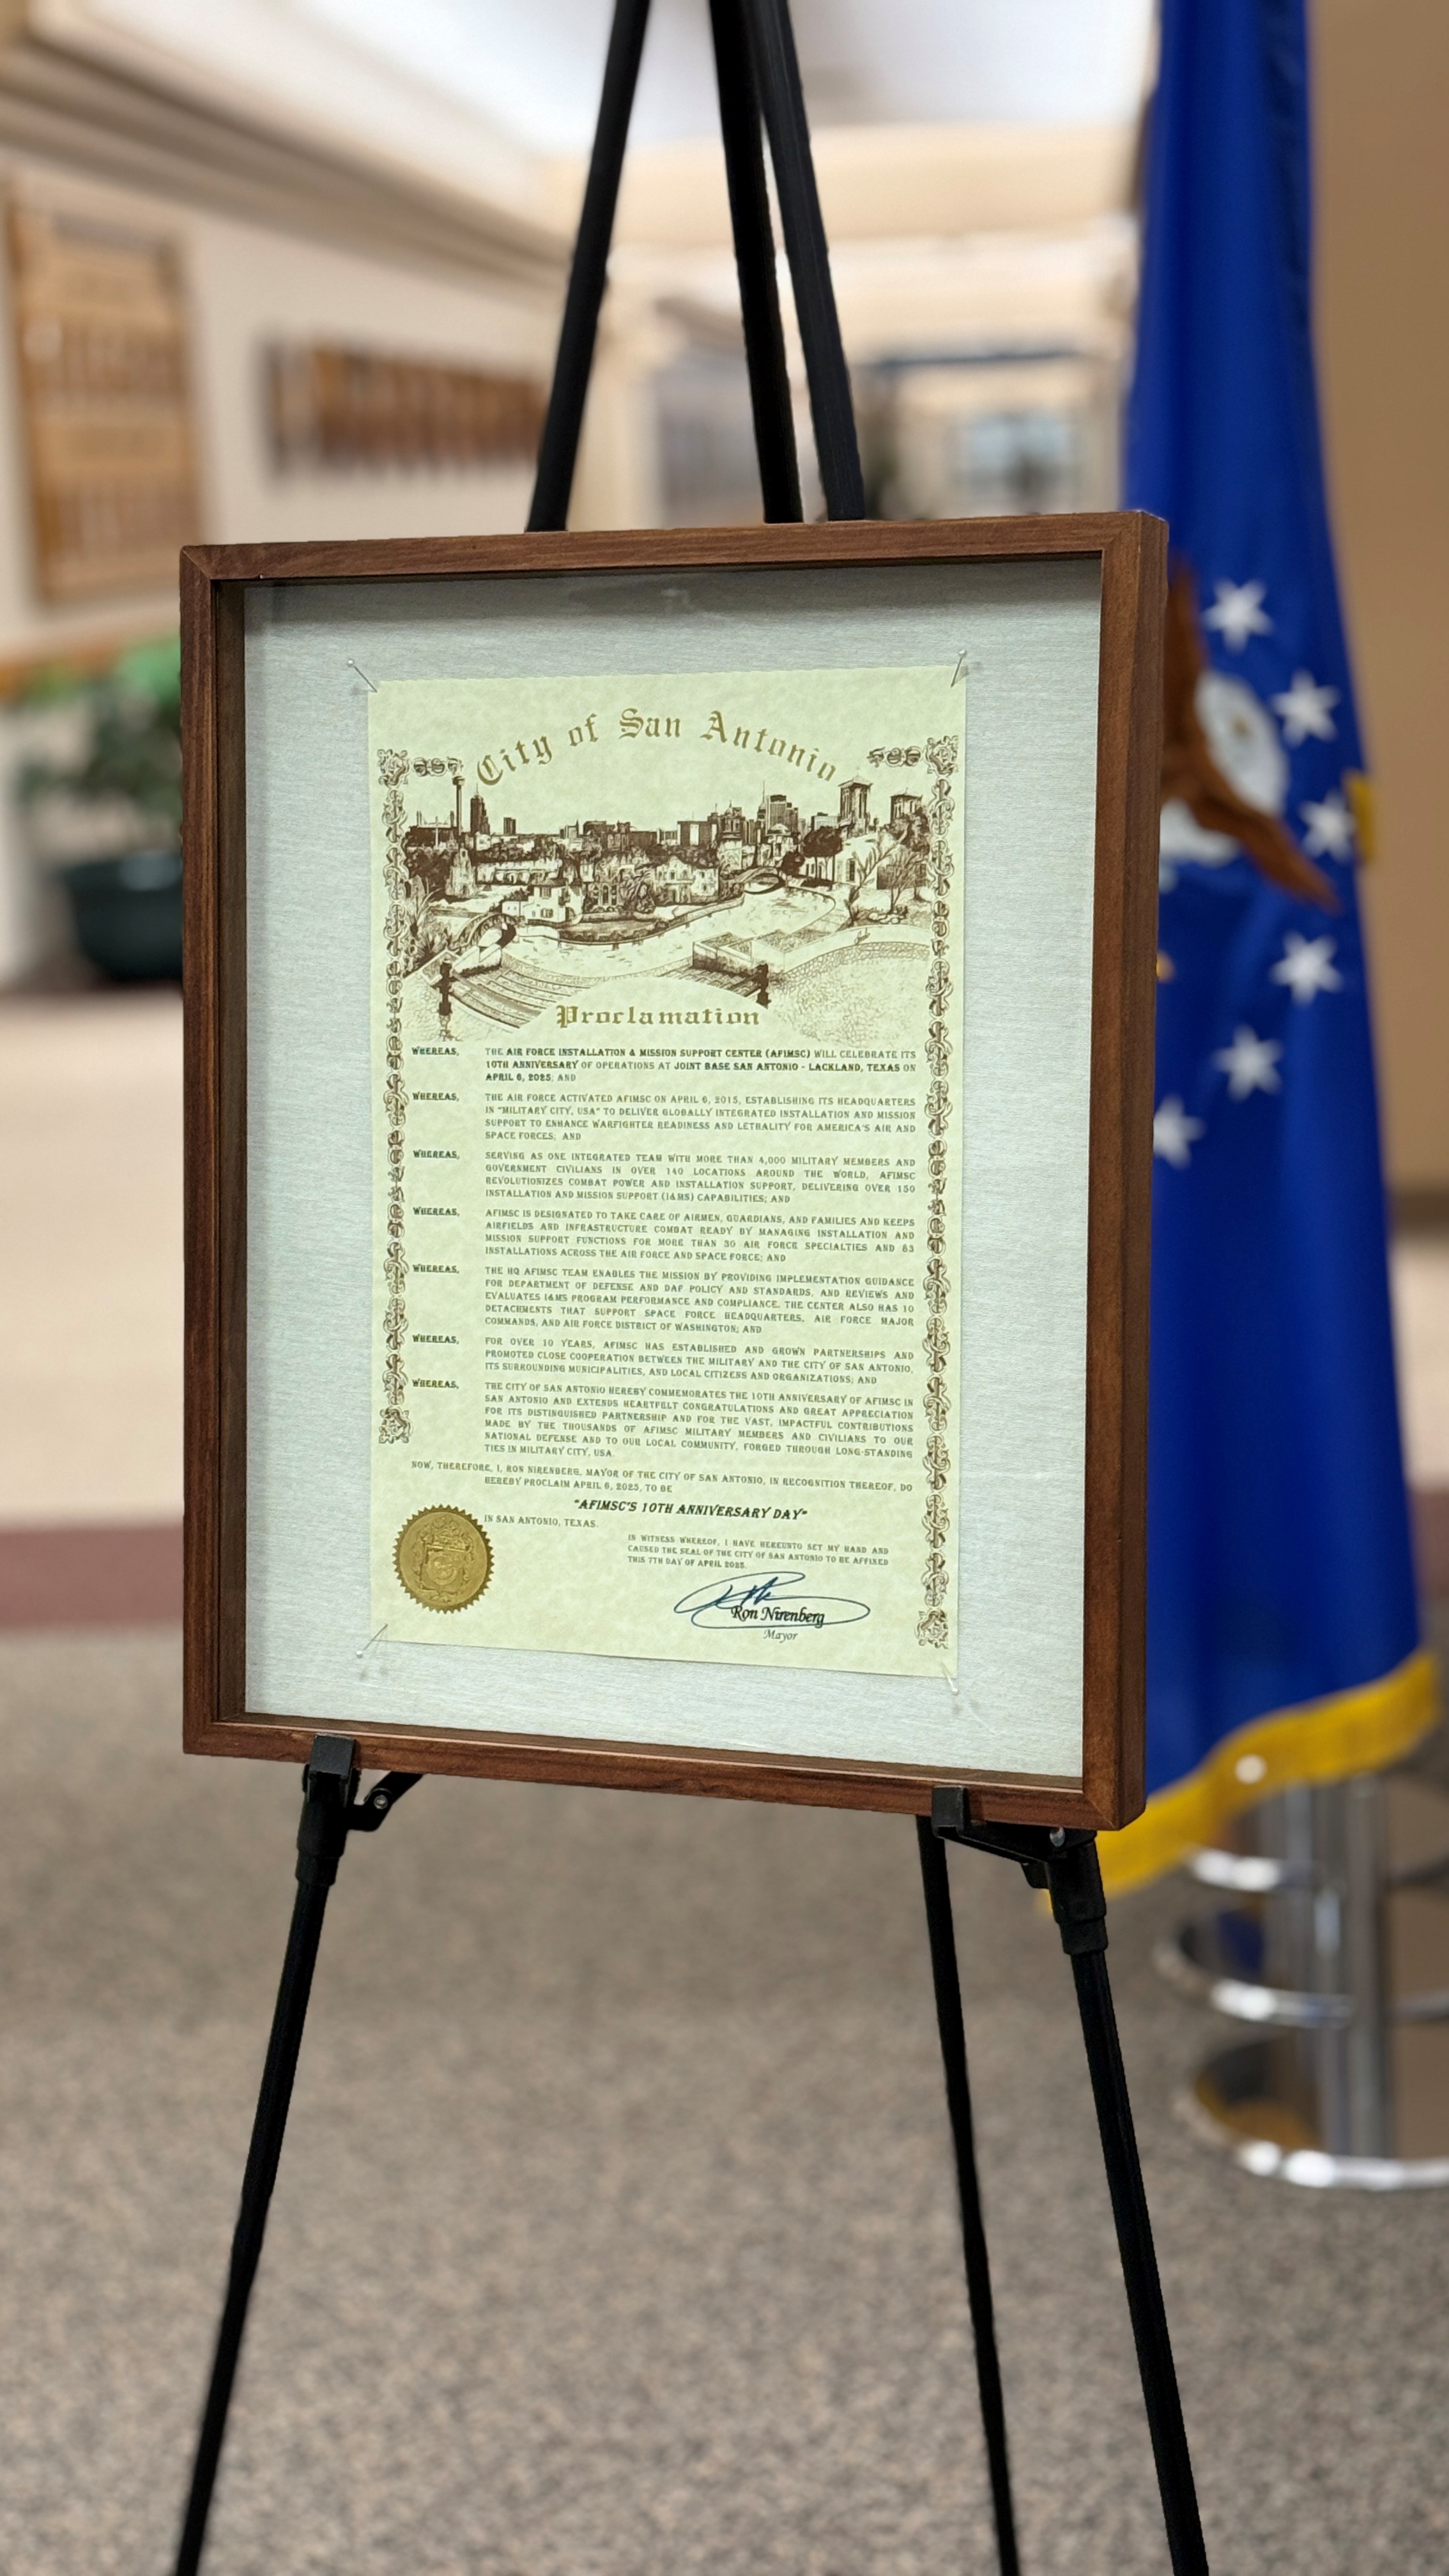 City of San Antonio
Proclamation
WHEREAS, THE AIR FORCE INSTALLATION & MISSION SUPPORT CENTER (AFIMSC) WILL CELEBRATE ITS
10TH ANNIVERSARY OF OPERATIONS AT JOINT BASE SAN ANTONIO - LACKLAND, TEXAS ON
APRIL 6, 2025; AND
WHEREAS, THE AIR FORCE ACTIVATED AFIMSC ON APRIL 6, 2015, ESTABLISHING ITS HEADQUARTERS
IN "MILITARY CITY, USA" TO DELIVER GLOBALLY INTEGRATED INSTALLATION AND MISSION
SUPPORT TO ENHANCE WARFIGHTER READINESS AND LETHALITY FOR AMERICA'S AIR AND
SPACE FORCES; AND
WHEREAS, SERVING AS ONE INTEGRATED TEAM WITH MORE THAN 4,000 MILITARY MEMBERS AND
GOVERNMENT CIVILIANS IN OVER 140 LOCATIONS AROUND THE WORLD, AFIMSC
REVOLUTIONIZES COMBAT POWER AND INSTALLATION SUPPORT, DELIVERING OVER 150
INSTALLATION AND MISSION SUPPORT (I&MS) CAPABILITIES; AND
WHEREAS, AFIMSC IS DESIGNATED TO TAKE CARE OF AIRMEN, GUARDIANS, AND FAMILIES AND KEEPS
AIRFIELDS AND INFRASTRUCTURE COMBAT READY BY MANAGING INSTALLATION AND
MISSION SUPPORT FUNCTIONS FOR MORE THAN 30 AIR FORCE SPECIALTIES AND 83
INSTALLATIONS ACROSS THE AIR FORCE AND SPACE FORCE; AND
WHEREAS, THE HQ AFIMSC TEAM ENABLES THE MISSION BY PROVIDING IMPLEMENTATION GUIDANCE
FOR DEPARTMENT OF DEFENSE AND DAF POLICY AND STANDARDS, AND REVIEWS AND
EVALUATES I&MS PROGRAM PERFORMANCE AND COMPLIANCE. THE CENTER ALSO HAS 10
DETACHMENTS THAT SUPPORT SPACE FORCE HEADQUARTERS, AIR FORCE MAJOR
COMMANDS, AND AIR FORCE DISTRICT OF WASHINGTON; AND
WHEREAS, FOR OVER 10 YEARS, AFIMSC HAS ESTABLISHED AND GROWN PARTNERSHIPS AND
PROMOTED CLOSE COOPERATION BETWEEN THE MILITARY AND THE CITY OF SAN ANTONIO,
ITS SURROUNDING MUNICIPALITIES, AND LOCAL CITIZENS AND ORGANIZATIONS; AND
WHEREAS, THE CITY OF SAN ANTONIO HEREBY COMMEMORATES THE 10TH ANNIVERSARY OF AFIMSC IN
SAN ANTONIO AND EXTENDS HEARTFELT CONGRATULATIONS AND GREAT APPRECIATION
FOR ITS DISTINGUISHED PARTNERSHIP AND FOR THE VAST, IMPACTFUL CONTRIBUTIONS
MADE BY THE THOUSANDS OF AFIMSC MILITARY MEMBERS AND CIVILIANS TO OUR
NATIONAL DEFENSE AND TO OUR LOCAL COMMUNITY, FORGED THROUGH LONG-STANDING
TIES IN MILITARY CITY, USA.
NOW, THEREFORE, I, RON NIRENBERG, MAYOR OF THE CITY OF SAN ANTONIO, IN RECOGNITION THEREOF, DO
HEREBY PROCLAIM APRIL 6, 2025, TO BE
"AFIMSC'S 10TH ANNIVERSARY DAY"
IN SAN ANTONIO, TEXAS.
IN WITNESS WHEREOF, I HAVE HEREUNTO SET MY HAND AND
CAUSED THE SEAL OF THE CITY OF SAN ANTONIO TO BE AFFIXED
THIS 7TH DAY OF APRIL 2025.
Ron Nirenberg
Mayor